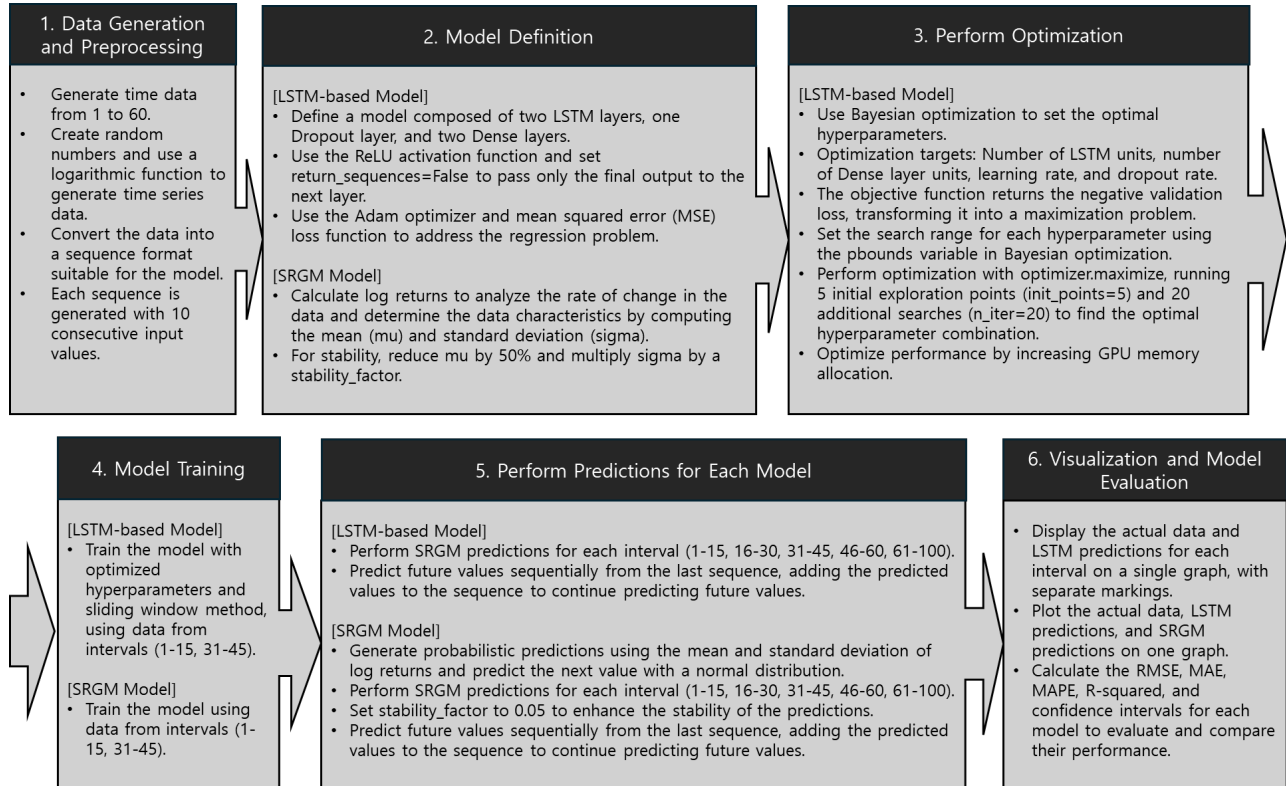 1. Data Generation
and Preprocessing
• Generate time data
from 1 to 60.
• Create random
numbers and use a
logarithmic function to
generate time series
data.
• Convert the data into
a sequence format
suitable for the model.
• Each sequence is
generated with 10
consecutive input
values.
2. Model Definition
[LSTM-based Model]
• Define a model composed of two LSTM layers, one
Dropout layer, and two Dense layers.
• Use the ReLU activation function and set
return_sequences=False to pass only the final output to the
next layer.
• Use the Adam optimizer and mean squared error (MSE)
loss function to address the regression problem.
[SRGM Model]
• Calculate log returns to analyze the rate of change in the
data and determine the data characteristics by computing
the mean (mu) and standard deviation (sigma).
• For stability, reduce mu by 50% and multiply sigma by a
stability_factor.
3. Perform Optimization
[LSTM-based Model]
• Use Bayesian optimization to set the optimal
hyperparameters.
• Optimization targets: Number of LSTM units, number
of Dense layer units, learning rate, and dropout rate.
• The objective function returns the negative validation
loss, transforming it into a maximization problem.
• Set the search range for each hyperparameter using
the pbounds variable in Bayesian optimization.
• Perform optimization with optimizer.maximize, running
5 initial exploration points (init_points=5) and 20
additional searches (n_iter=20) to find the optimal
hyperparameter combination.
• Optimize performance by increasing GPU memory
allocation.
4. Model Training
[LSTM-based Model]
• Train the model with
optimized
hyperparameters and
sliding window method,
using data from
intervals (1-15, 31-45).
[SRGM Model]
• Train the model using
data from intervals (1-
15, 31-45).
5. Perform Predictions for Each Model
[LSTM-based Model]
• Perform SRGM predictions for each interval (1-15, 16-30, 31-45, 46-60, 61-100).
• Predict future values sequentially from the last sequence, adding the predicted
values to the sequence to continue predicting future values.
[SRGM Model]
• Generate probabilistic predictions using the mean and standard deviation of
log returns and predict the next value with a normal distribution.
• Perform SRGM predictions for each interval (1-15, 16-30, 31-45, 46-60, 61-100).
• Set stability_factor to 0.05 to enhance the stability of the predictions.
• Predict future values sequentially from the last sequence, adding the predicted
values to the sequence to continue predicting future values.
6. Visualization and Model
Evaluation
• Display the actual data and
LSTM predictions for each
interval on a single graph, with
separate markings.
• Plot the actual data, LSTM
predictions, and SRGM
predictions on one graph.
• Calculate the RMSE, MAE,
MAPE, R-squared, and
confidence intervals for each
model to evaluate and compare
their performance.